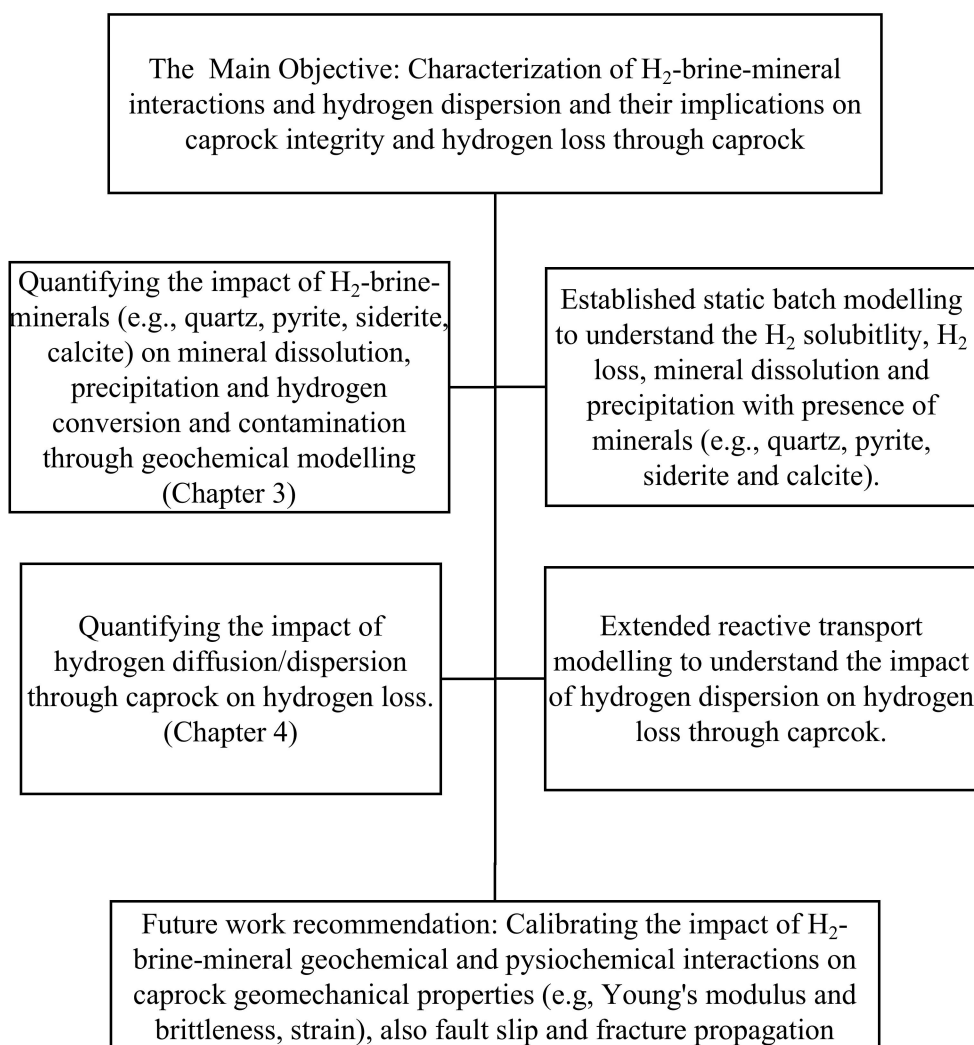 The Main Objective: Characterization of H₂-brine-mineral
interactions and hydrogen dispersion and their implications on
caprock integrity and hydrogen loss through caprock
Quantifying the impact of H₂-brine-
minerals (e.g., quartz, pyrite, siderite,
calcite) on mineral dissolution,
precipitation and hydrogen
conversion and contamination
through geochemical modelling
(Chapter 3)
Established static batch modelling
to understand the H₂ solubitlity, H₂
loss, mineral dissolution and
precipitation with presence of
minerals (e.g., quartz, pyrite,
siderite and calcite).
Quantifying the impact of
hydrogen diffusion/dispersion
through caprock on hydrogen loss.
(Chapter 4)
Extended reactive transport
modelling to understand the impact
of hydrogen dispersion on hydrogen
loss through caprcok.
Future work recommendation: Calibrating the impact of H₂-
brine-mineral geochemical and pysiochemical interactions on
caprock geomechanical properties (e.g, Young's modulus and
brittleness, strain), also fault slip and fracture propagation